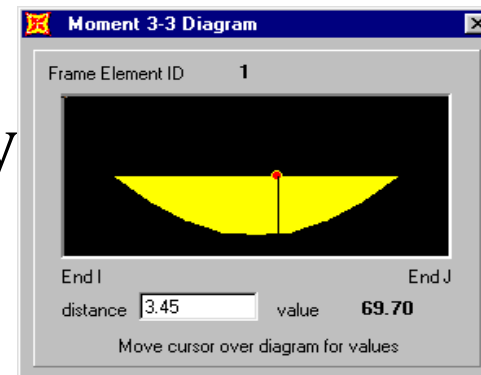 Moment 3-3 Diagram
Frame Element ID 1
y
End I End J
distance 3.45 value 69.70
Move cursor over diagram for values